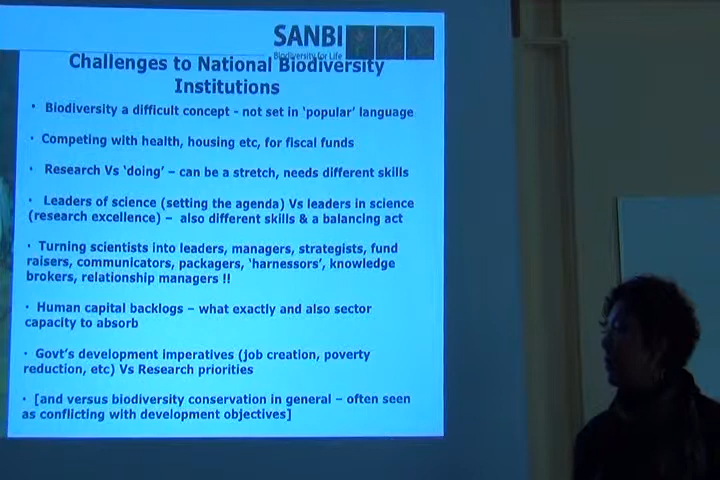 SANBI
Biodiversity for Life
Challenges to National Biodiversity
Institutions
· Biodiversity a difficult concept - not set in ‘popular’ language
· Competing with health, housing etc, for fiscal funds
· Research Vs ‘doing’ – can be a stretch, needs different skills
· Leaders of science (setting the agenda) Vs leaders in science
(research excellence) – also different skills & a balancing act
· Turning scientists into leaders, managers, strategists, fund
raisers, communicators, packagers, ‘harnessors’, knowledge
brokers, relationship managers !!
· Human capital backlogs – what exactly and also sector
capacity to absorb
· Govt’s development imperatives (job creation, poverty
reduction, etc) Vs Research priorities
· [and versus biodiversity conservation in general – often seen
as conflicting with development objectives]